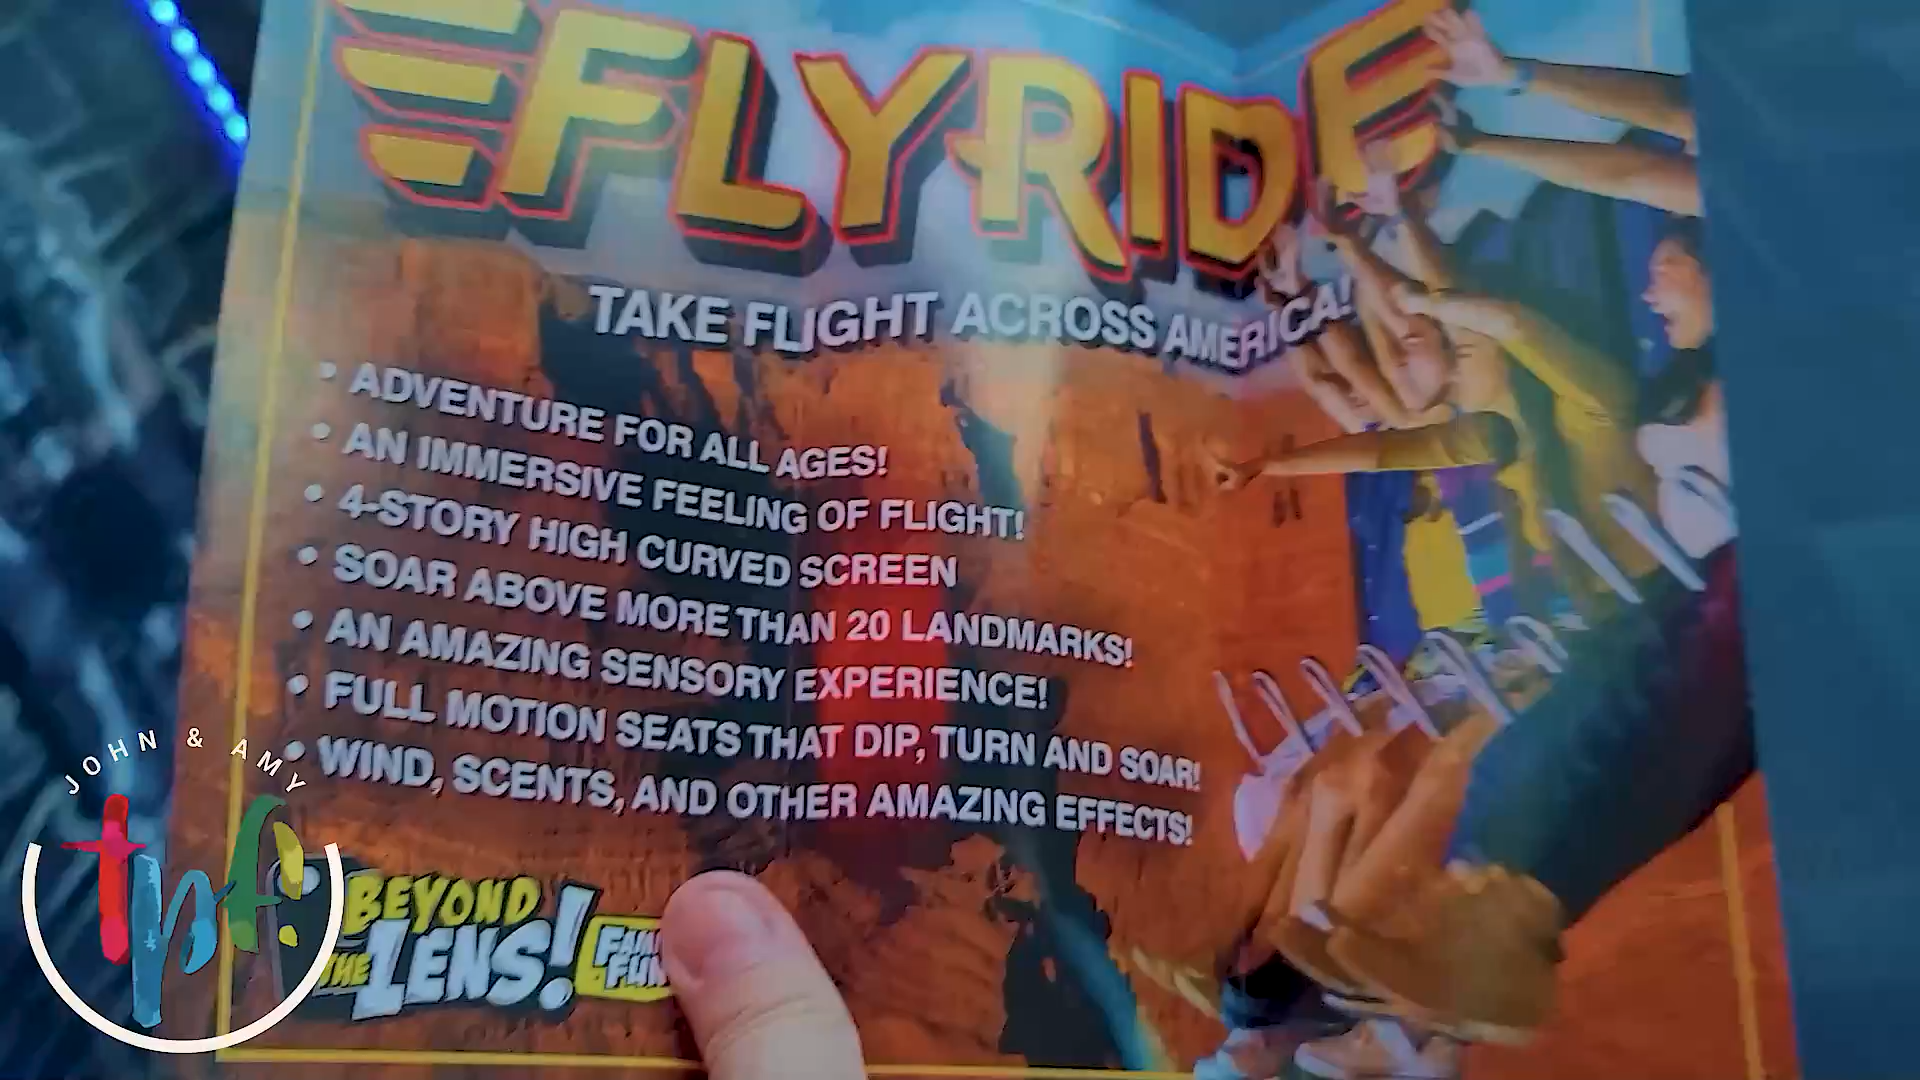 FLYRIDE
TAKE FLIGHT ACROSS AMERICA!
• ADVENTURE FOR ALL AGES!
• AN IMMERSIVE FEELING OF FLIGHT!
• 4-STORY HIGH CURVED SCREEN
• SOAR ABOVE MORE THAN 20 LANDMARKS!
• AN AMAZING SENSORY EXPERIENCE!
• FULL MOTION SEATS THAT DIP, TURN AND SOAR!
• WIND, SCENTS, AND OTHER AMAZING EFFECTS!
BEYOND
THE LENS!
FUN
JOHN & AMY
tpf.